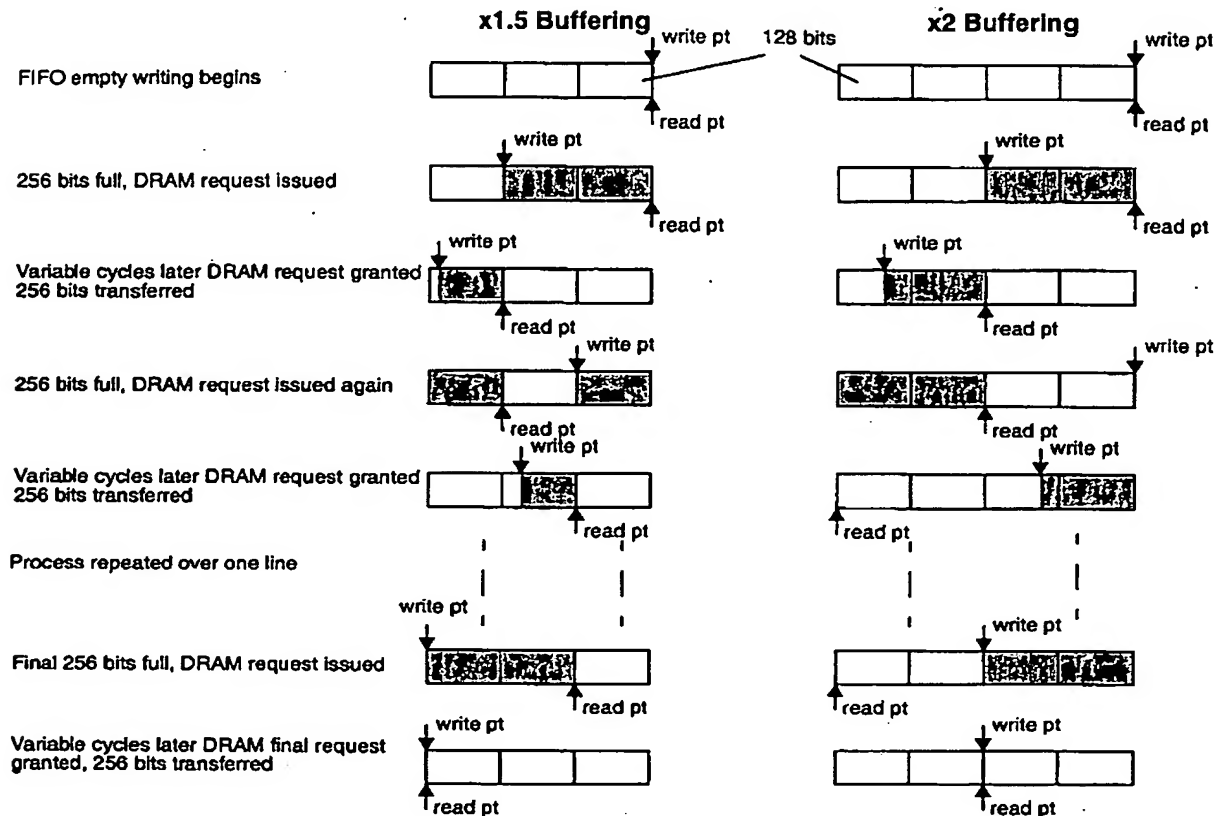 x1.5 Buffering
x2 Buffering
write pt
128 bits
write pt
FIFO empty writing begins
read pt
read pt
write pt
write pt
256 bits full, DRAM request issued
read pt
read pt
write pt
write pt
Variable cycles later DRAM request granted
256 bits transferred
read pt
read pt
write pt
write pt
256 bits full, DRAM request issued again
read pt
read pt
write pt
write pt
Variable cycles later DRAM request granted
256 bits transferred
read pt
read pt
Process repeated over one line
write pt
write pt
Final 256 bits full, DRAM request issued
read pt
read pt
write pt
write pt
Variable cycles later DRAM final request
granted, 256 bits transferred
read pt
read pt